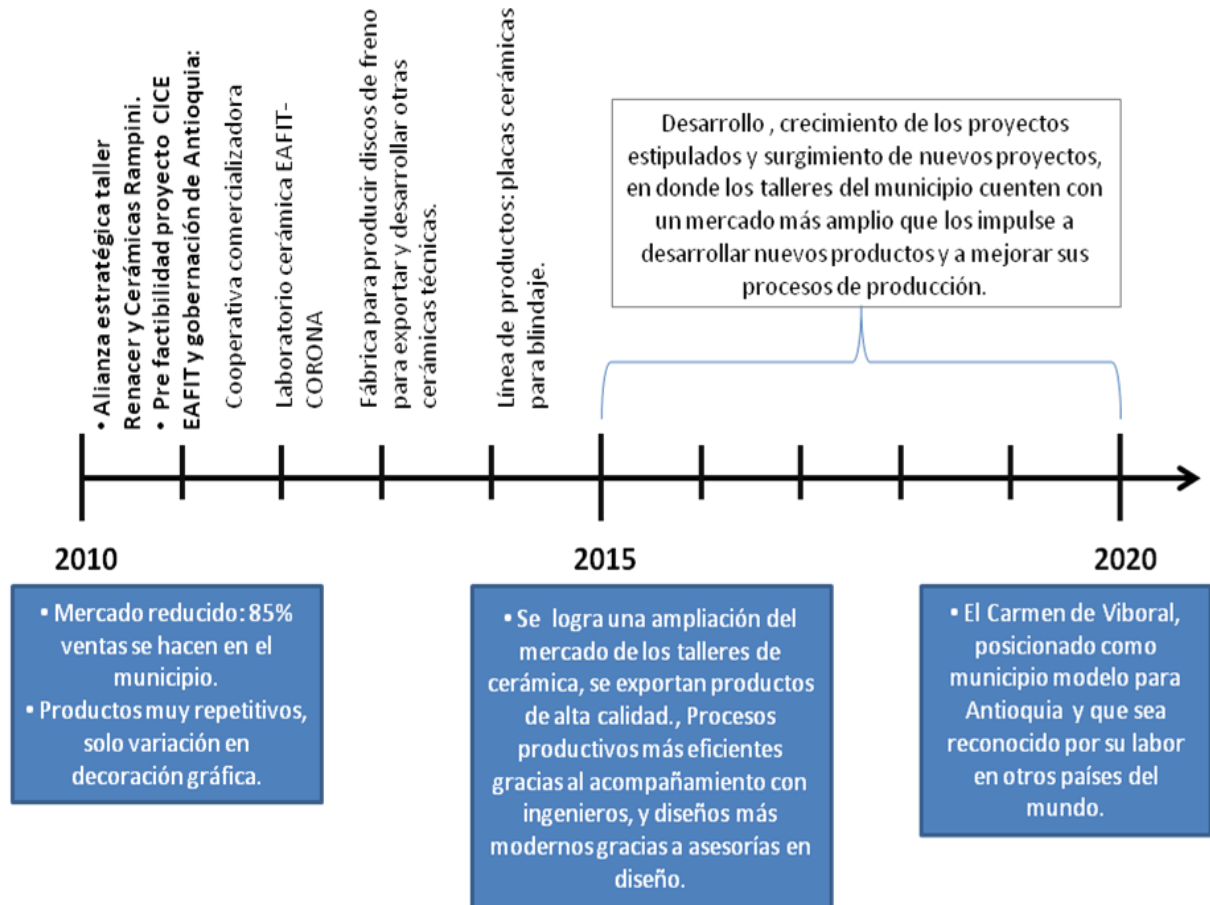 • Alianza estratégica taller
Renacer y Cerámicas Rampini.
• Pre factibilidad proyecto CICE
EAFIT y gobernación de Antioquia:
Cooperativa comercializadora
Laboratorio cerámica EAFIT-
CORONA
Fábrica para producir discos de freno
para exportar y desarrollar otras
cerámicas técnicas.
Línea de productos: placas cerámicas
para blindaje.
Desarrollo , crecimiento de los proyectos
estipulados y surgimiento de nuevos proyectos,
en donde los talleres del municipio cuenten con
un mercado más amplio que los impulse a
desarrollar nuevos productos y a mejorar sus
procesos de producción.
2010
2015
2020
• Mercado reducido: 85%
ventas se hacen en el
municipio.
• Productos muy repetitivos,
solo variación en
decoración gráfica.
• Se logra una ampliación del
mercado de los talleres de
cerámica, se exportan productos
de alta calidad., Procesos
productivos más eficientes
gracias al acompañamiento con
ingenieros, y diseños más
modernos gracias a asesorías en
diseño.
• El Carmen de Viboral,
posicionado como
municipio modelo para
Antioquia y que sea
reconocido por su labor
en otros países del
mundo.